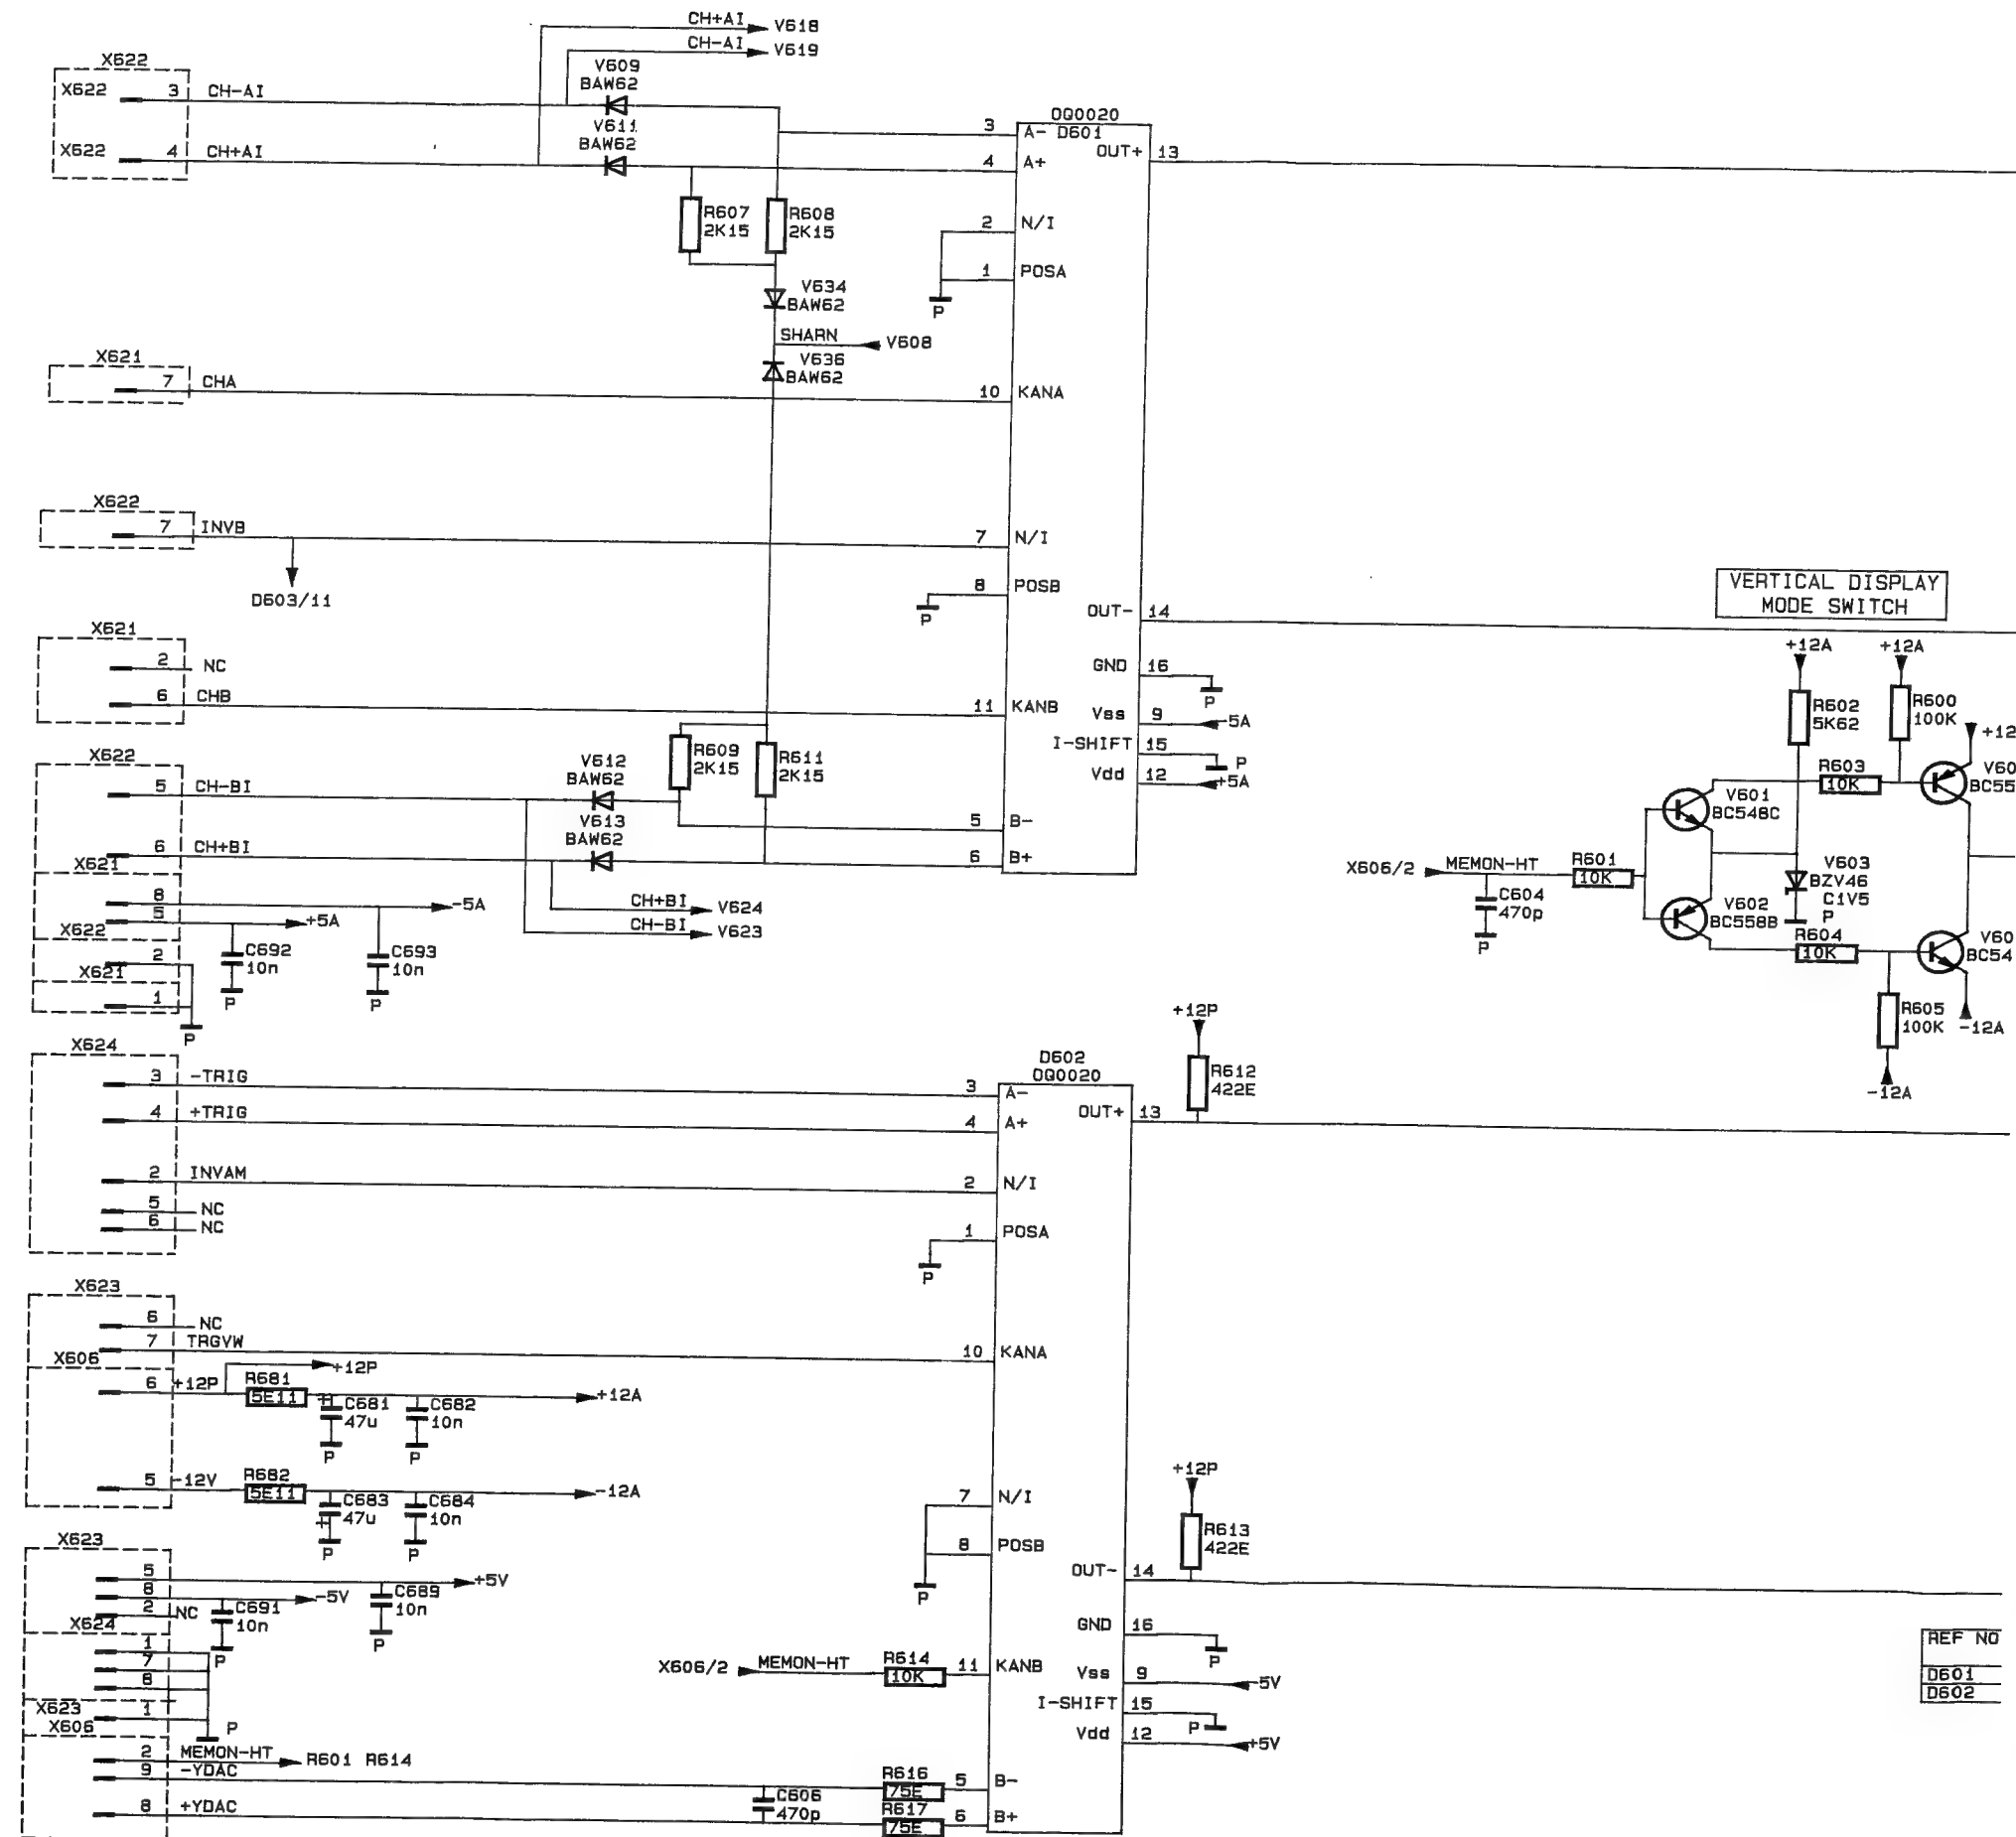 CH+AI V618
CH-AI V619
X622
X622 3 CH-AI
V609
BAW62
X622 4 CH+AI
V611
BAW62
OQ0020
D601
3 A-
4 A+
OUT+ 13
R607
2K15
R608
2K15
2 N/I
1 POSA
P
V634
BAW62
SHARN V608
V636
BAW62
X621
7 CHA
10 KANA
X622
7 INVB
D603/11
7 N/I
8 POSB
P
OUT- 14
VERTICAL DISPLAY
MODE SWITCH
X621
2 NC
6 CHB
11 KANB
GND 16
P
Vss 9 -5A
I-SHIFT 15
P
Vdd 12 +5A
R609
2K15
R611
2K15
X622
5 CH-BI
V612
BAW62
5 B-
6 CH+BI
V613
BAW62
6 B+
CH+BI V624
CH-BI V623
X621
8 -5A
5 +5A
C692
10n
P
C693
10n
P
X622
2
X621
1
P
+12A
R602
5K62
+12A
R600
100K
+12
R603
10K
V60
BC55
V601
BC548C
X606/2 MEMON-HT
R601
10K
C604
470p
P
V603
BZV46
C1V5
P
V602
BC558B
R604
10K
V60
BC54
R605
100K
-12A
-12A
X624
3 -TRIG
4 +TRIG
2 INVAM
5 NC
6 NC
D602
OQ0020
3 A-
4 A+
OUT+ 13
+12P
R612
422E
2 N/I
1 POSA
P
X623
6 NC
7 TRGVW
10 KANA
X606
6 +12P
+12P
R681
5E11
+12A
C681
47u
P
C682
10n
P
5 -12V
R682
5E11
-12A
C683
47u
P
C684
10n
P
7 N/I
8 POSB
P
+12P
R613
422E
OUT- 14
X623
5 +5V
8 -5V
2 NC
C691
10n
P
C689
10n
P
X624
1
7
8
X623
1
P
GND 16
P
X606/2 MEMON-HT
R614
10K
11 KANB
Vss 9 -5V
I-SHIFT 15
P
Vdd 12 +5V
X606
2 MEMON-HT R601 R614
9 -YDAC
8 +YDAC
C606
470p
R616
75E
5 B-
R617
75E
6 B+
REF NO
D601
D602